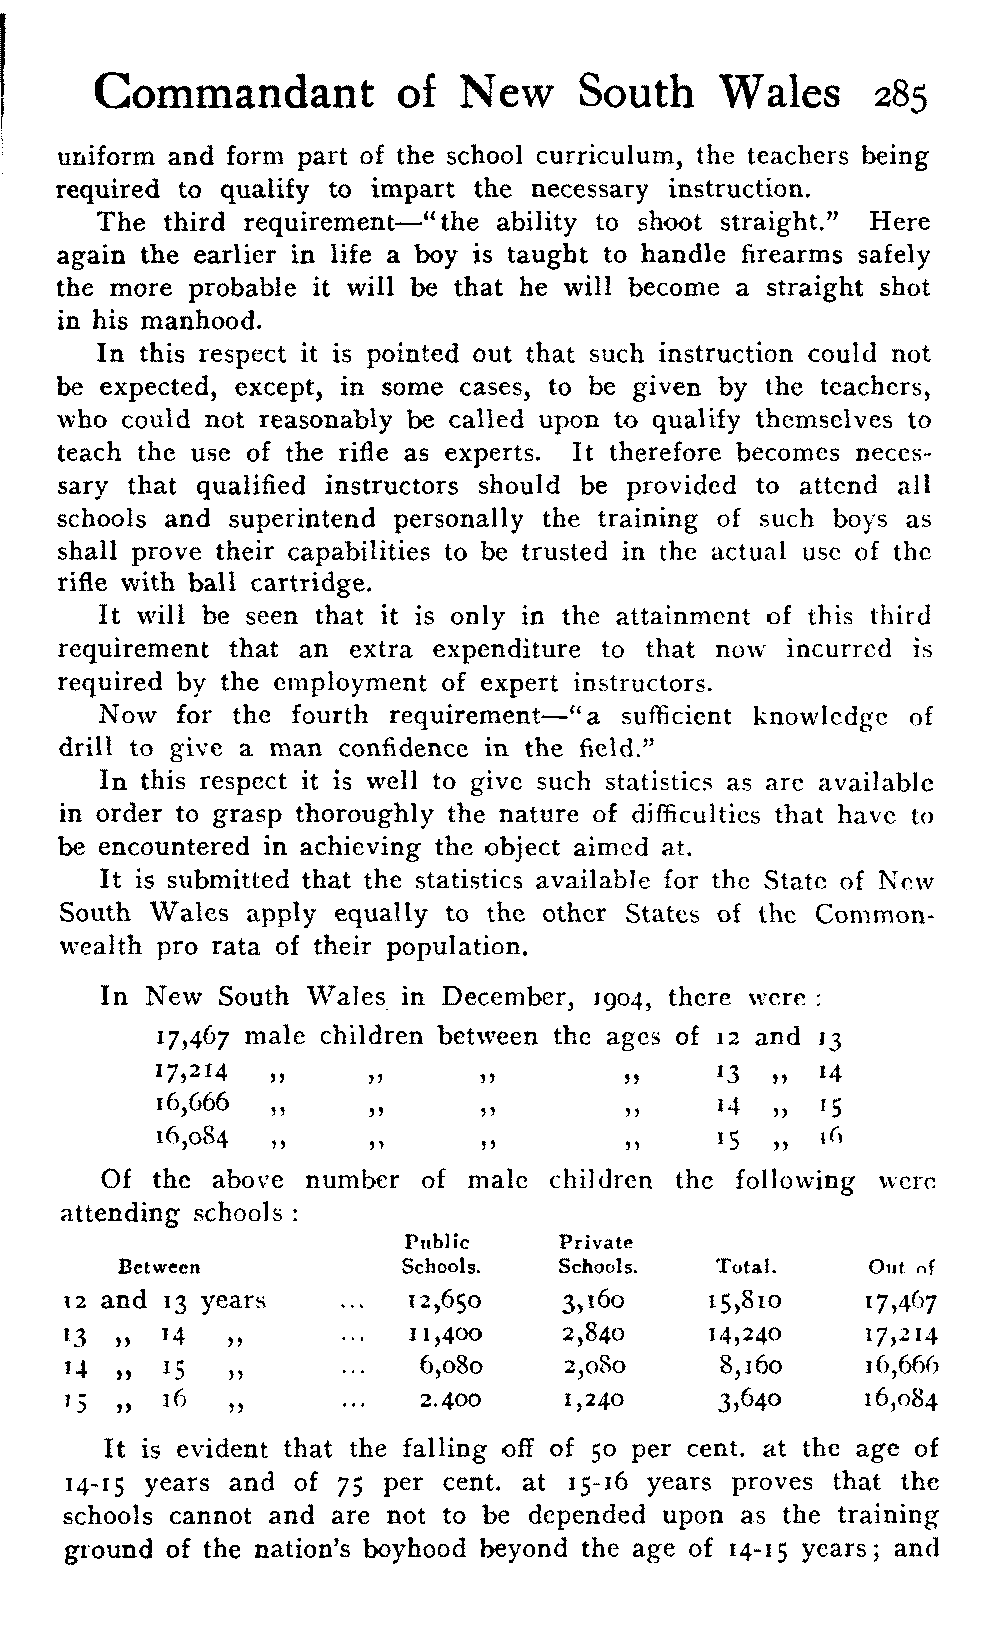 Commandant of New South Wales 285
uniform and form part of the school curriculum, the teachers being
required to qualify to impart the necessary instruction.
The third requirement—“the ability to shoot straight.” Here
again the earlier in life a boy is taught to handle firearms safely
the more probable it will be that he will become a straight shot
in his manhood.
In this respect it is pointed out that such instruction could not
be expected, except, in some cases, to be given by the teachers,
who could not reasonably be called upon to qualify themselves to
teach the use of the rifle as experts. It therefore becomes neces-
sary that qualified instructors should be provided to attend all
schools and superintend personally the training of such boys as
shall prove their capabilities to be trusted in the actual use of the
rifle with ball cartridge.
It will be seen that it is only in the attainment of this third
requirement that an extra expenditure to that now incurred is
required by the employment of expert instructors.
Now for the fourth requirement—“a sufficient knowledge of
drill to give a man confidence in the field.”
In this respect it is well to give such statistics as are available
in order to grasp thoroughly the nature of difficulties that have to
be encountered in achieving the object aimed at.
It is submitted that the statistics available for the State of New
South Wales apply equally to the other States of the Common-
wealth pro rata of their population.
In New South Wales in December, 1904, there were :
17,467 male children between the ages of 12 and 13
17,214 ,, ,, ,, ,, 13 ,, 14
16,666 ,, ,, ,, ,, 14 ,, 15
16,084 ,, ,, ,, ,, 15 ,, 16
Of the above number of male children the following were
attending schools :
Public Private
Between Schools. Schools. Total. Out of
12 and 13 years ... 12,650 3,160 15,810 17,467
13 ,, 14 ,, ... 11,400 2,840 14,240 17,214
14 ,, 15 ,, ... 6,080 2,080 8,160 16,666
15 ,, 16 ,, ... 2.400 1,240 3,640 16,084
It is evident that the falling off of 50 per cent. at the age of
14-15 years and of 75 per cent. at 15-16 years proves that the
schools cannot and are not to be depended upon as the training
ground of the nation’s boyhood beyond the age of 14-15 years; and